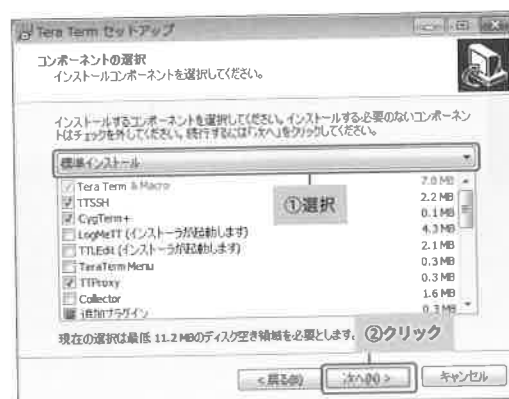 Tera Term セットアップ
コンポーネントの選択
インストールコンポーネントを選択してください。
インストールするコンポーネントを選択してください。インストールする必要のないコンポーネン
トはチェックを外してください。続行するには「次へ」をクリックしてください。
標準インストール
Tera Term & Macro 7.0 MB
TTSSH 2.2 MB
CygTerm+ 0.1 MB
LogMeTT (インストーラが起動します) 4.3 MB
TTLEdit (インストーラが起動します) 2.1 MB
TeraTerm Menu 0.3 MB
TTProxy 0.3 MB
Collector 1.6 MB
追加プラグイン 0.3 MB
①選択
現在の選択は最低 11.2 MBのディスク空き領域を必要とします。
②クリック
< 戻る(B)
次へ(N) >
キャンセル